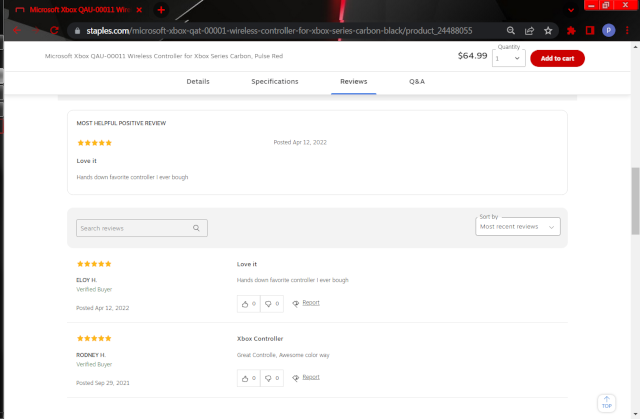 Microsoft Xbox QAU-00011 Wire
staples.com/microsoft-xbox-qat-00001-wireless-controller-for-xbox-series-carbon-black/product_24488055
P
Microsoft Xbox QAU-00011 Wireless Controller for Xbox Series Carbon, Pulse Red
$64.99
Quantity
1
Add to cart
Details
Specifications
Reviews
Q&A
MOST HELPFUL POSITIVE REVIEW
Posted Apr 12, 2022
Love it
Hands down favorite controller I ever bough
Search reviews
Sort by
Most recent reviews
Love it
ELOY H.
Hands down favorite controller I ever bough
Verified Buyer
Posted Apr 12, 2022
0
0
Report
Xbox Controller
RODNEY H.
Great Controlle, Awesome color way
Verified Buyer
Posted Sep 29, 2021
0
0
Report
TOP